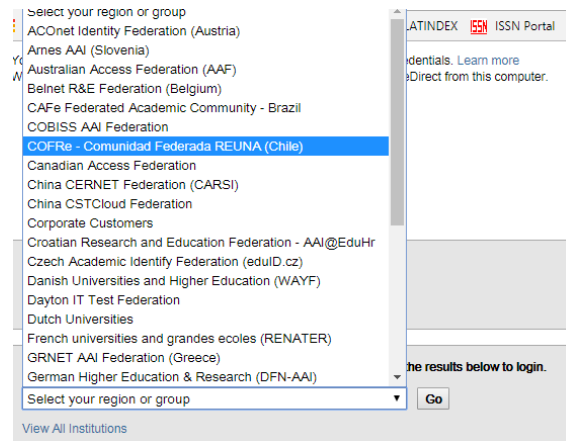 Select your region or group
ACOnet Identity Federation (Austria)
LATINDEX ISSN ISSN Portal
Arnes AAI (Slovenia)
Australian Access Federation (AAF)
edentials. Learn more
Belnet R&E Federation (Belgium)
eDirect from this computer.
CAFe Federated Academic Community - Brazil
COBISS AAI Federation
COFRe - Comunidad Federada REUNA (Chile)
Canadian Access Federation
China CERNET Federation (CARSI)
China CSTCloud Federation
Corporate Customers
Croatian Research and Education Federation - AAI@EduHr
Czech Academic Identify Federation (eduID.cz)
Danish Universities and Higher Education (WAYF)
Dayton IT Test Federation
Dutch Universities
French universities and grandes ecoles (RENATER)
GRNET AAI Federation (Greece)
the results below to login.
German Higher Education & Research (DFN-AAI)
Select your region or group
Go
View All Institutions